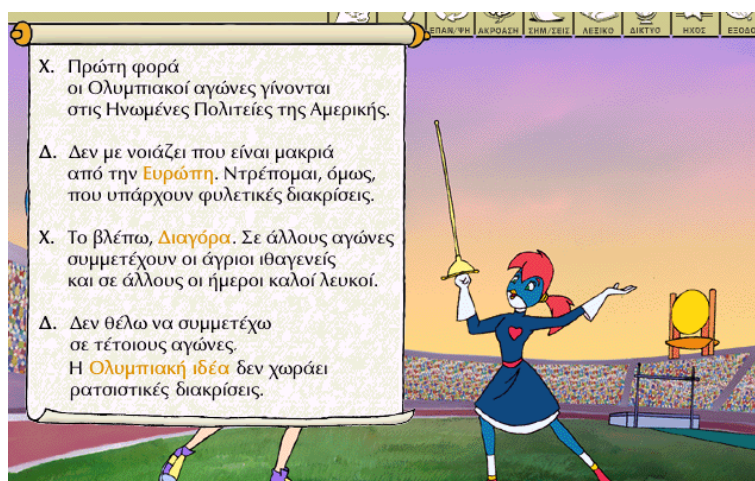 ΕΠΑΝ/ΨΗ ΑΚΡΟΑΣΗ ΣΗΜ/ΣΕΙΣ ΛΕΞΙΚΟ ΔΙΚΤΥΟ ΗΧΟΣ
Χ. Πρώτη φορά
οι Ολυμπιακοί αγώνες γίνονται
στις Ηνωμένες Πολιτείες της Αμερικής.
Δ. Δεν με νοιάζει που είναι μακριά
από την Ευρώπη. Ντρέπομαι, όμως,
που υπάρχουν φυλετικές διακρίσεις.
Χ. Το βλέπω, Διαγόρα. Σε άλλους αγώνες
συμμετέχουν οι άγριοι ιθαγενείς
και σε άλλους οι ήμεροι καλοί λευκοί.
Δ. Δεν θέλω να συμμετέχω
σε τέτοιους αγώνες.
Η Ολυμπιακή ιδέα δεν χωράει
ρατσιστικές διακρίσεις.